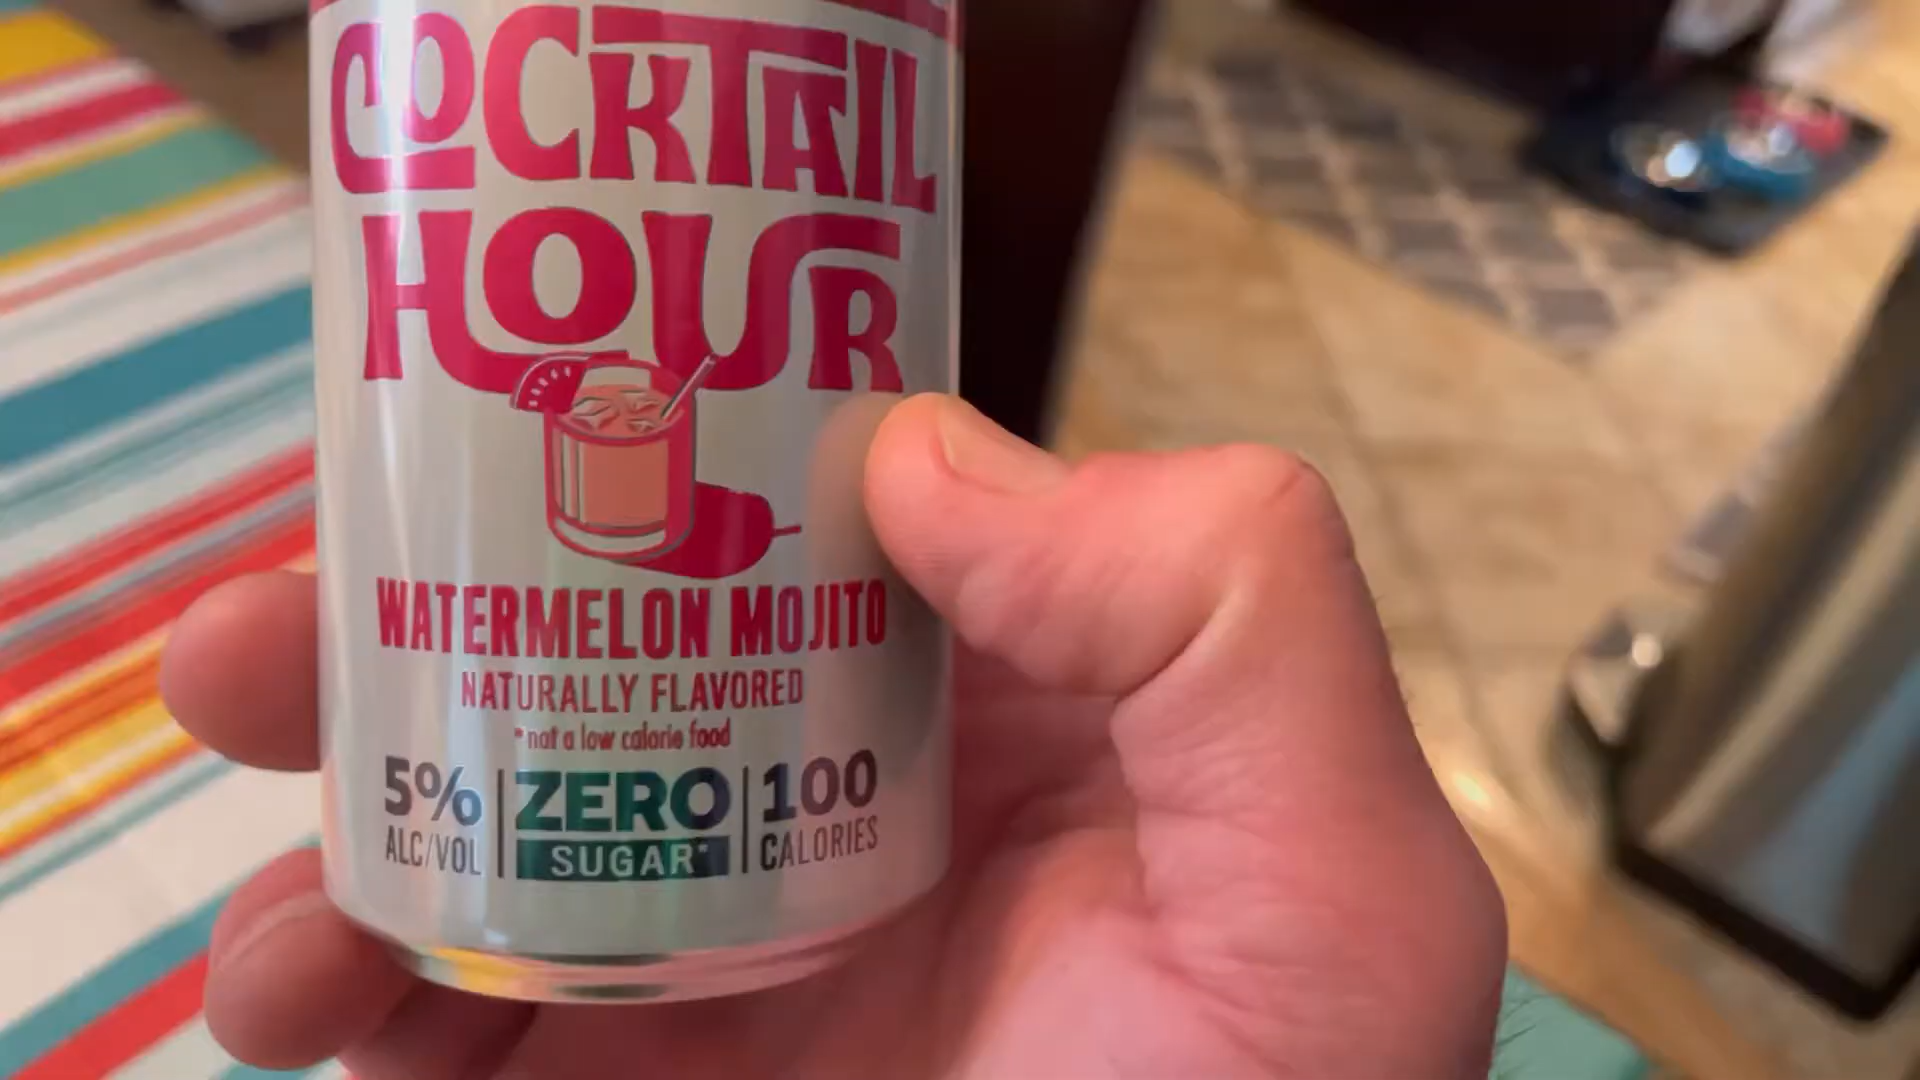 COCKTAIL
HOUR
WATERMELON MOJITO
NATURALLY FLAVORED
*not a low calorie food
5% ZERO 100
ALC/VOL SUGAR* CALORIES